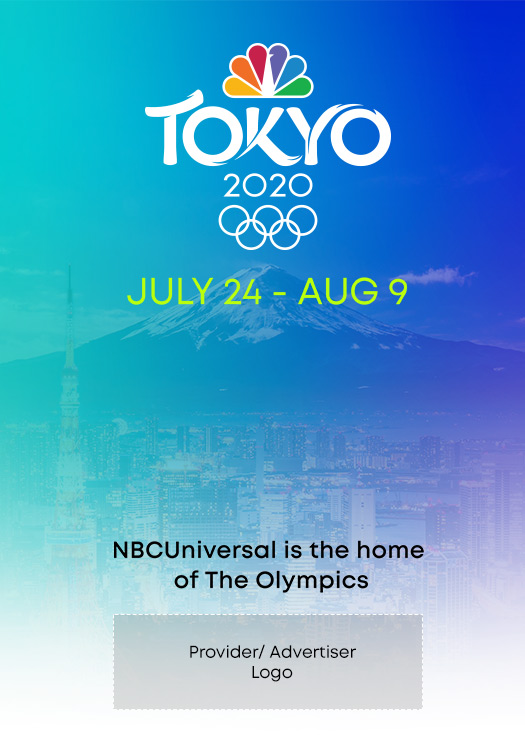 TOKYO
2020
JULY 24 - AUG 9
NBCUniversal is the home
of The Olympics
Provider/ Advertiser
Logo